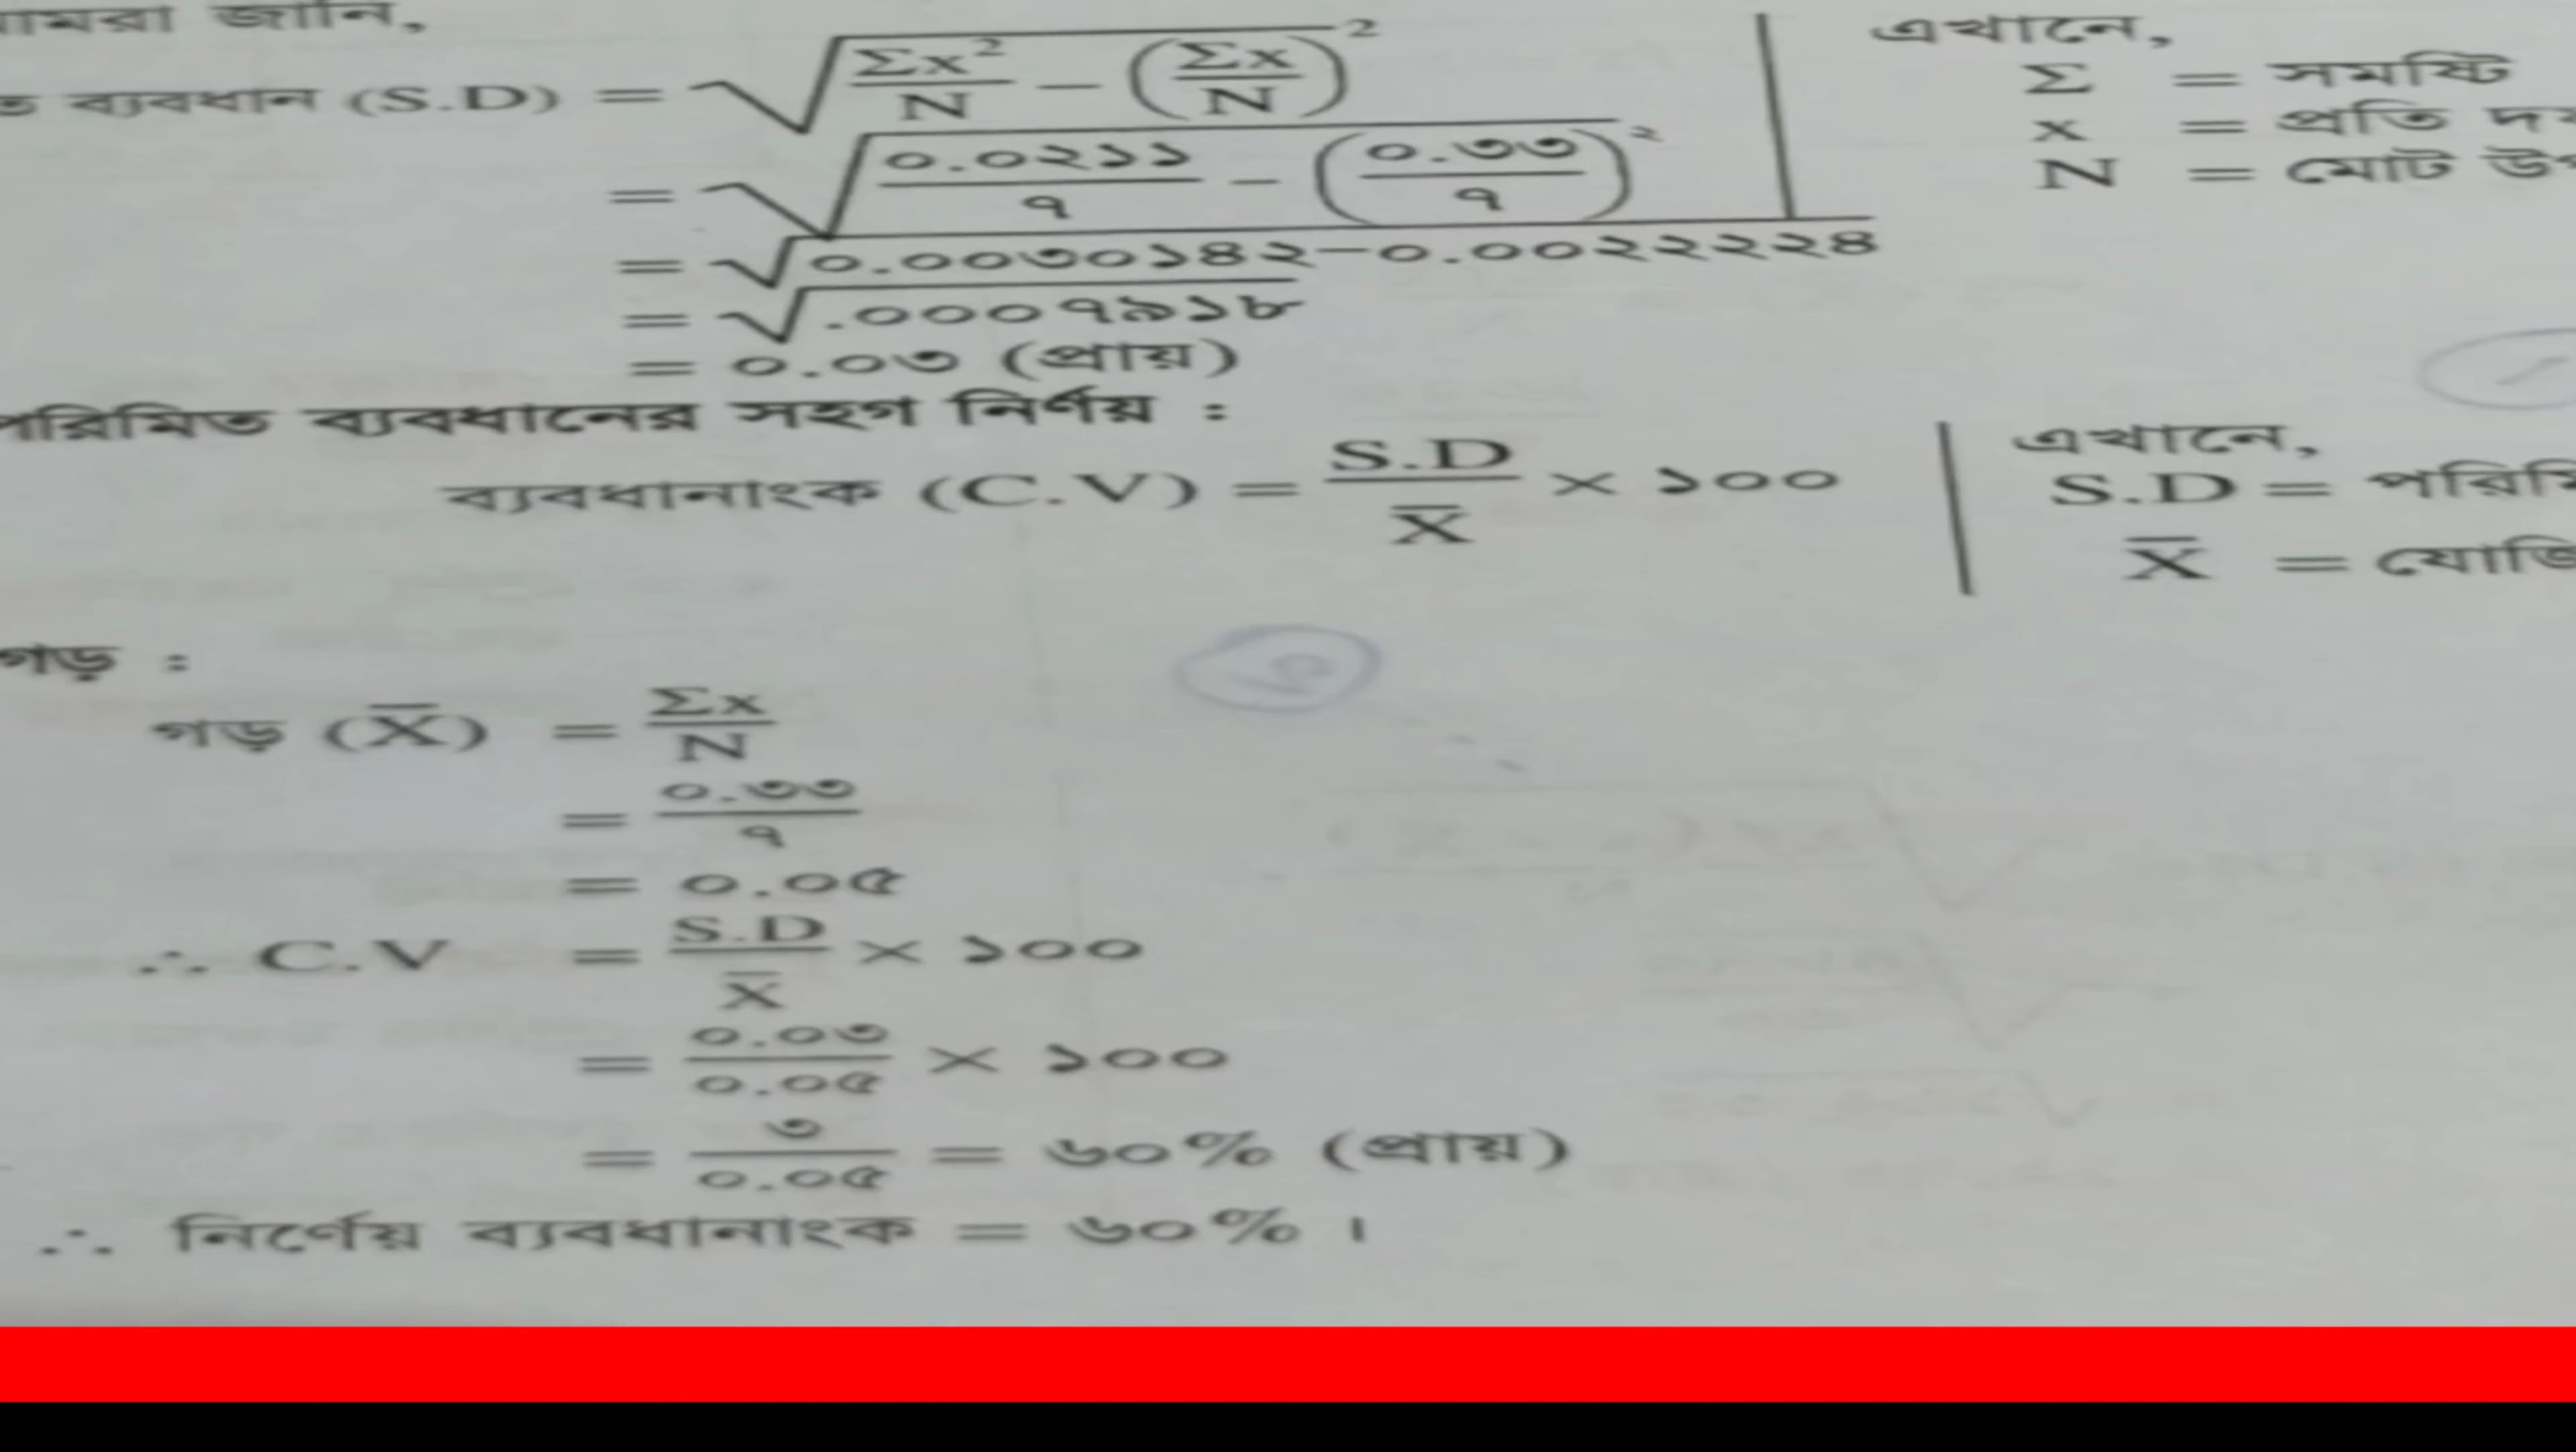 জানি,
ব্যবধান (S.D) = √(Σx²/N − (Σx/N)²)
= √(০.০২১১/৭ − (০.৩৩/৭)²)
= √০.০০৩০১৪২−০.০০২২২২৪
= √.০০০৭৯১৮
= ০.০৩ (প্রায়)
এখানে,
Σ = সমষ্টি
x = প্রতি
N = মোট
পরিমিত ব্যবধানের সহগ নির্ণয় :
ব্যবধানাংক (C.V) = S.D/X̄ × ১০০
এখানে,
S.D =
X̄ =
গড় :
গড় (X̄) = Σx/N
= ০.৩৩/৭
= ০.০৫
∴ C.V = S.D/X̄ × ১০০
= ০.০৩/০.০৫ × ১০০
= ৩/০.০৫ = ৬০% (প্রায়)
∴ নির্ণেয় ব্যবধানাংক = ৬০% ।